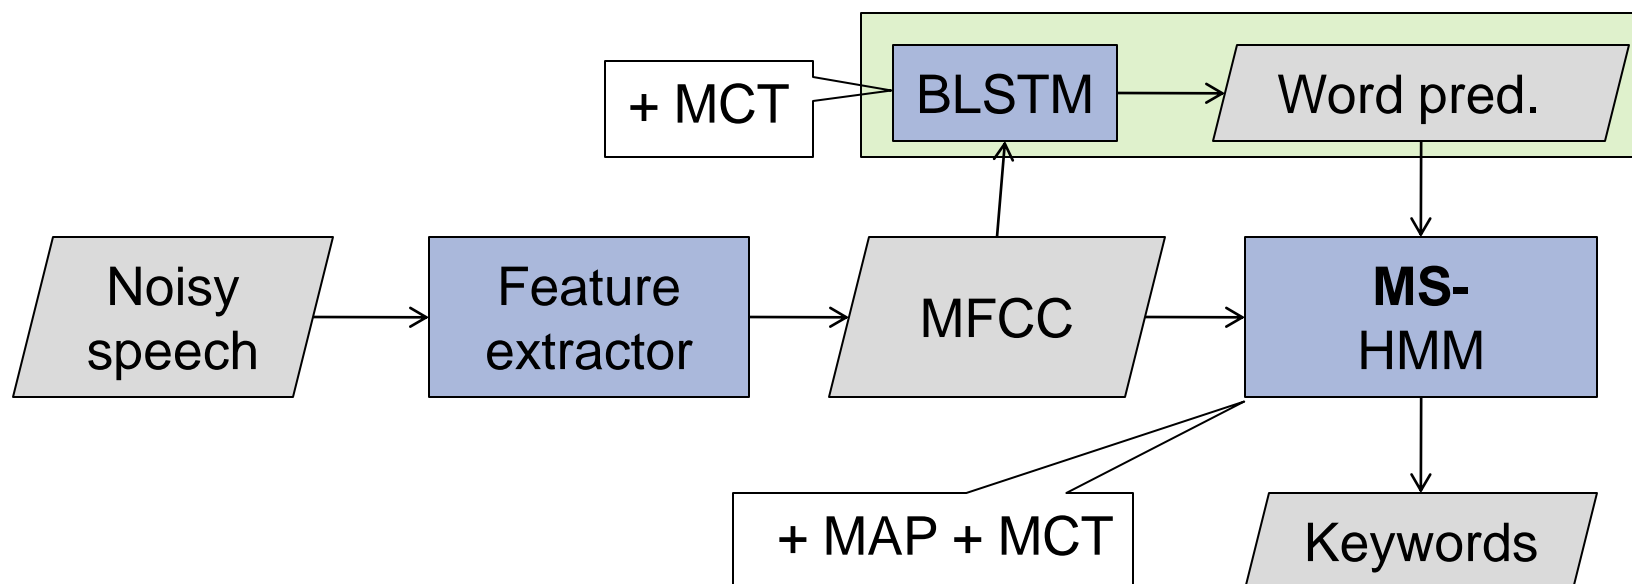 + MCT
BLSTM
Word pred.
Noisy
speech
Feature
extractor
MFCC
MS-
HMM
+ MAP + MCT
Keywords